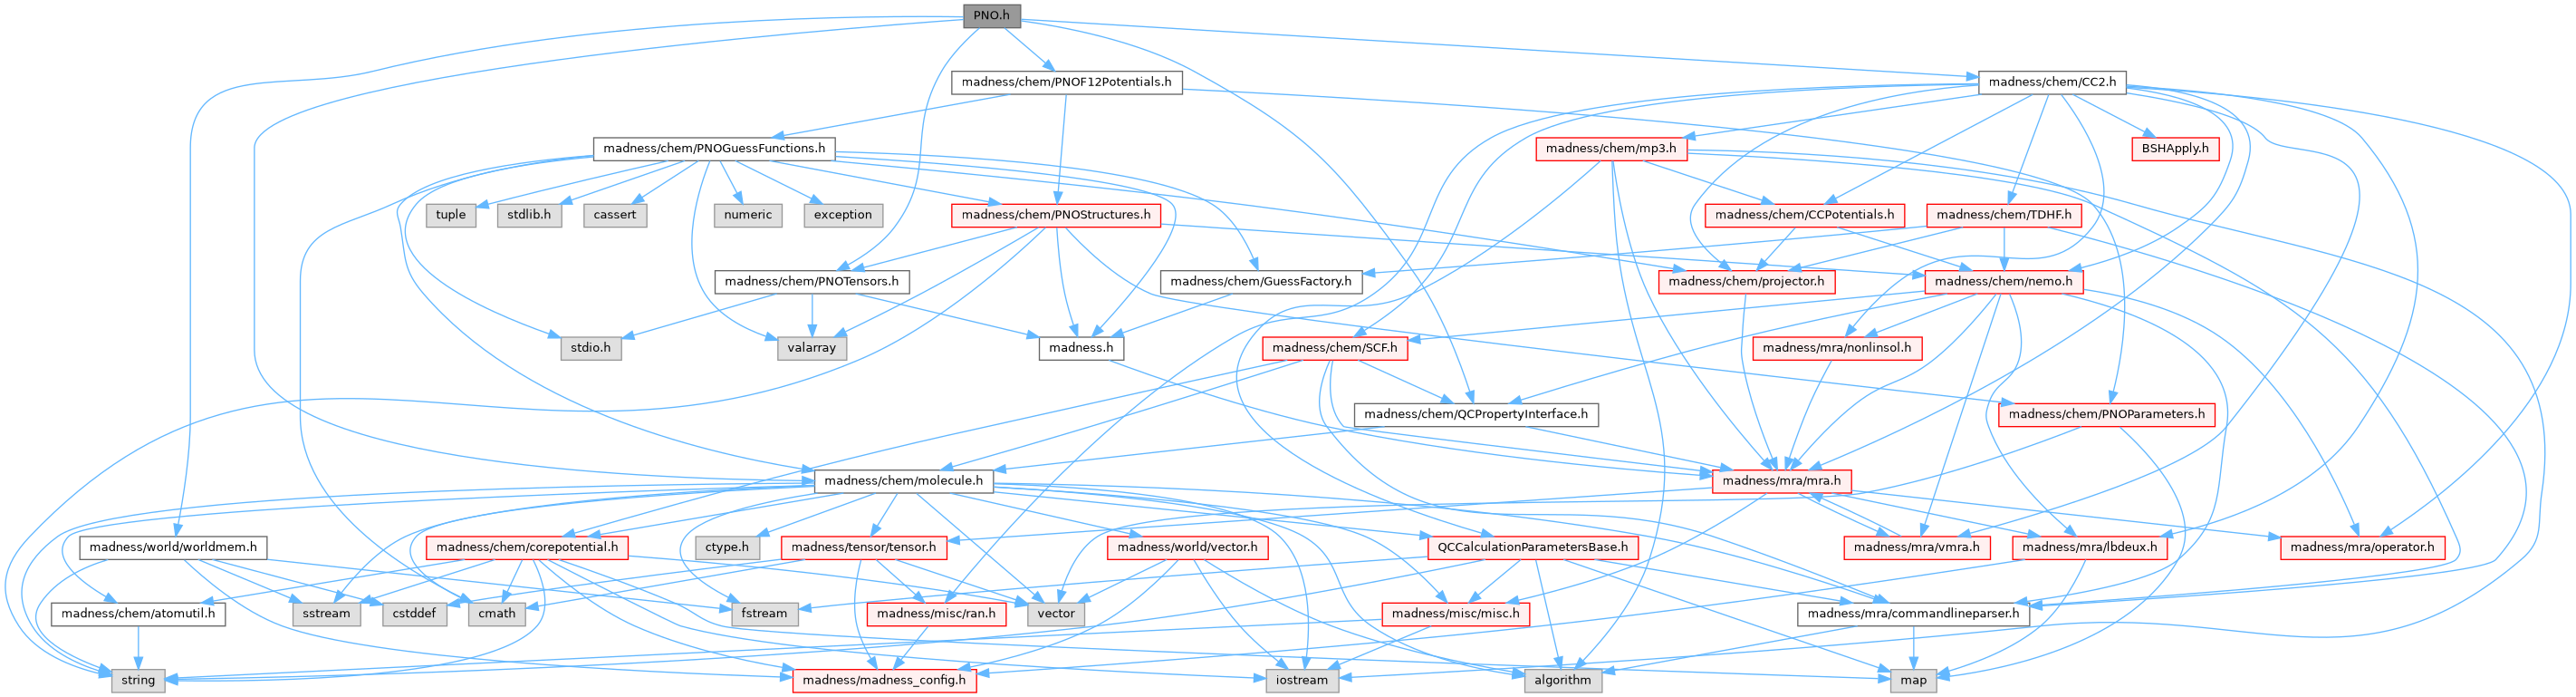 PNO.h
madness/chem/PNOF12Potentials.h
madness/chem/CC2.h
madness/chem/PNOGuessFunctions.h
madness/chem/mp3.h
BSHApply.h
tuple
stdlib.h
cassert
numeric
exception
madness/chem/PNOStructures.h
madness/chem/CCPotentials.h
madness/chem/TDHF.h
madness/chem/PNOTensors.h
madness/chem/GuessFactory.h
madness/chem/projector.h
madness/chem/nemo.h
stdio.h
valarray
madness.h
madness/chem/SCF.h
madness/mra/nonlinsol.h
madness/chem/QCPropertyInterface.h
madness/chem/PNOParameters.h
madness/chem/molecule.h
madness/mra/mra.h
madness/world/worldmem.h
madness/chem/corepotential.h
ctype.h
madness/tensor/tensor.h
madness/world/vector.h
QCCalculationParametersBase.h
madness/mra/vmra.h
madness/mra/lbdeux.h
madness/mra/operator.h
madness/chem/atomutil.h
sstream
cstddef
cmath
fstream
madness/misc/ran.h
vector
madness/misc/misc.h
madness/mra/commandlineparser.h
string
madness/madness_config.h
iostream
algorithm
map